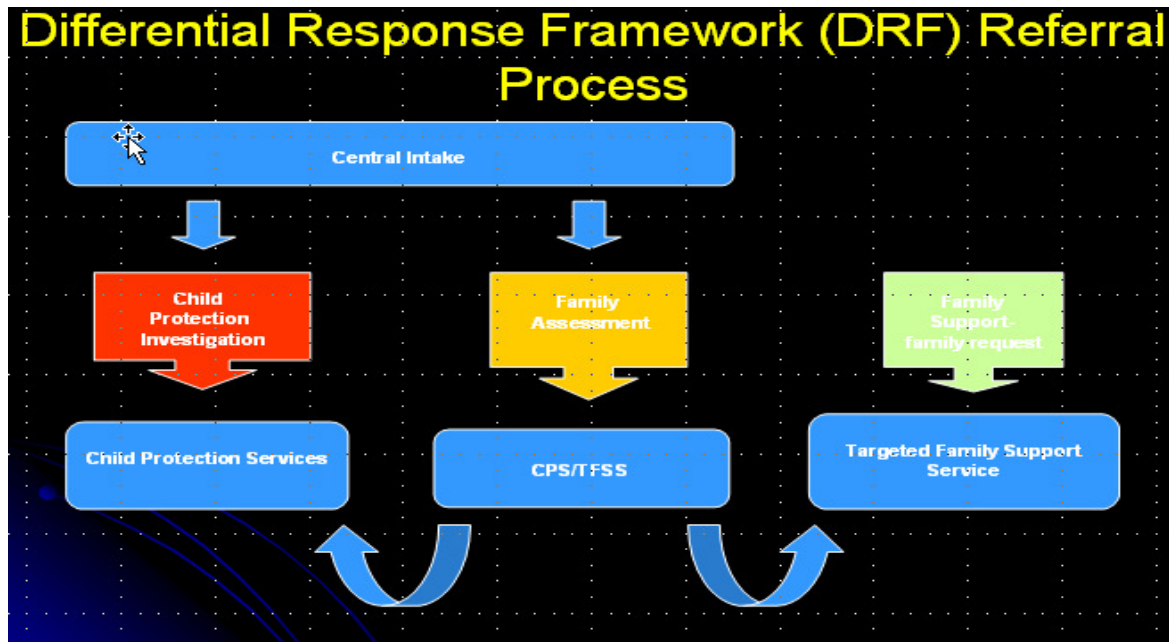 Differential Response Framework (DRF) Referral
Process
Central Intake
Child
Protection
Investigation
Family
Assessment
Family
Support-
family request
Child Protection Services
CPS/TFSS
Targeted Family Support
Service